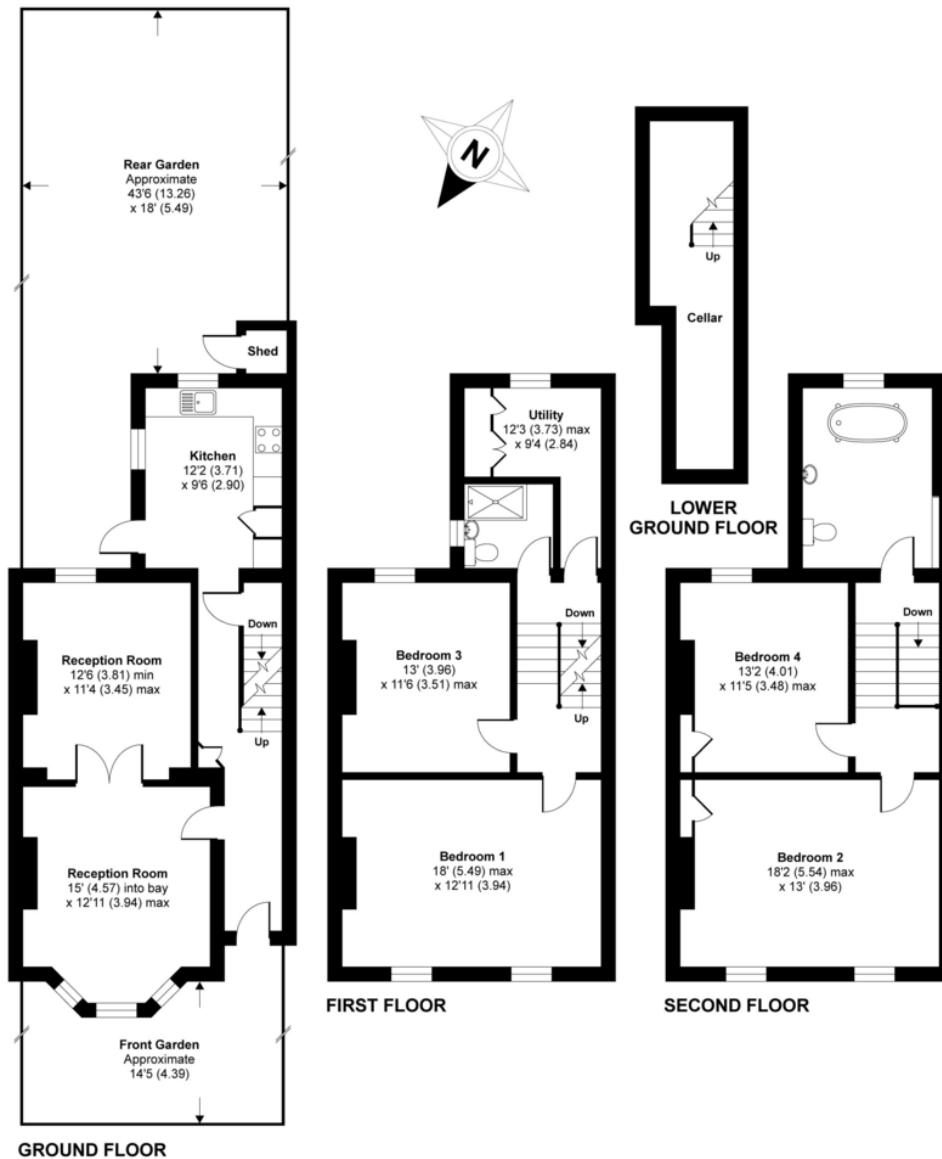 Rear Garden
Approximate
43'6 (13.26)
x 18' (5.49)
N
Up
Cellar
LOWER
GROUND FLOOR
Shed
Kitchen
12'2 (3.71)
x 9'6 (2.90)
Down
Up
Reception Room
12'6 (3.81) min
x 11'4 (3.45) max
Reception Room
15' (4.57) into bay
x 12'11 (3.94) max
Front Garden
Approximate
14'5 (4.39)
GROUND FLOOR
Utility
12'3 (3.73) max
x 9'4 (2.84)
Down
Up
Bedroom 3
13' (3.96)
x 11'6 (3.51) max
Bedroom 1
18' (5.49) max
x 12'11 (3.94)
FIRST FLOOR
Down
Bedroom 4
13'2 (4.01)
x 11'5 (3.48) max
Bedroom 2
18'2 (5.54) max
x 13' (3.96)
SECOND FLOOR